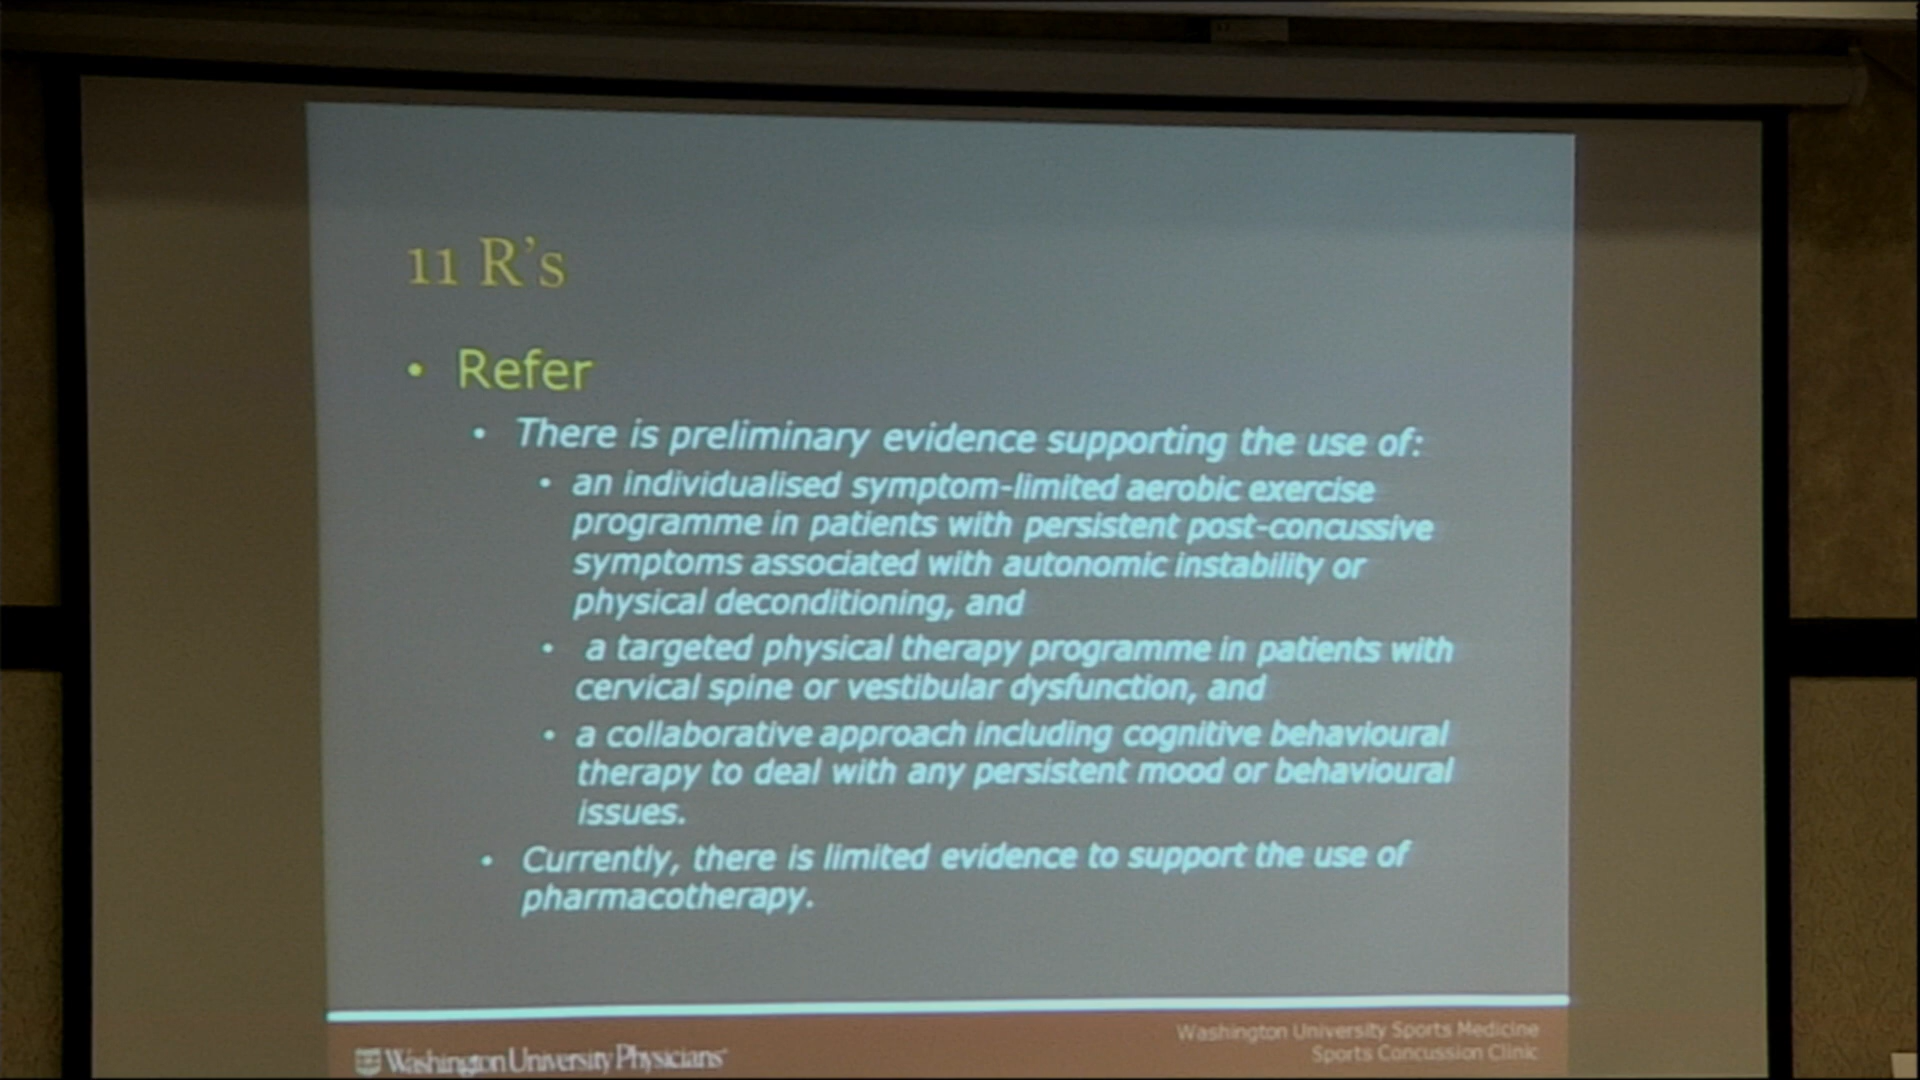 11 R's
• Refer
• There is preliminary evidence supporting the use of:
• an individualised symptom-limited aerobic exercise
programme in patients with persistent post-concussive
symptoms associated with autonomic instability or
physical deconditioning, and
• a targeted physical therapy programme in patients with
cervical spine or vestibular dysfunction, and
• a collaborative approach including cognitive behavioural
therapy to deal with any persistent mood or behavioural
issues.
• Currently, there is limited evidence to support the use of
pharmacotherapy.
Washington University Physicians
Washington University Sports Medicine
Sports Concussion Clinic